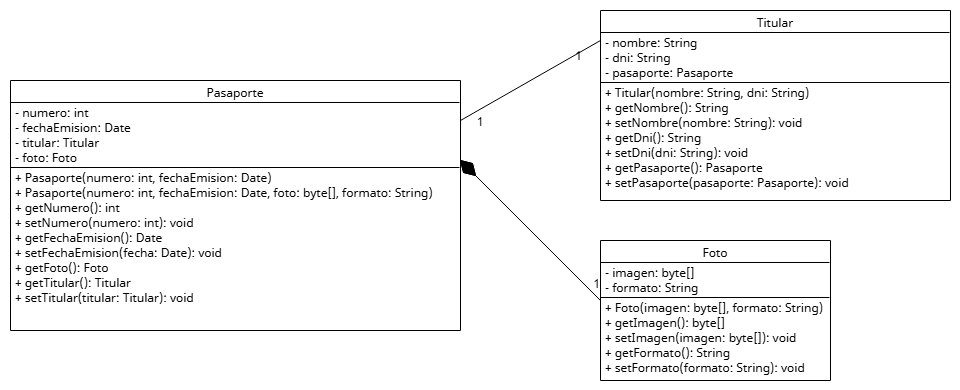 Pasaporte
- numero: int
- fechaEmision: Date
- titular: Titular
- foto: Foto
+ Pasaporte(numero: int, fechaEmision: Date)
+ Pasaporte(numero: int, fechaEmision: Date, foto: byte[], formato: String)
+ getNumero(): int
+ setNumero(numero: int): void
+ getFechaEmision(): Date
+ setFechaEmision(fecha: Date): void
+ getFoto(): Foto
+ getTitular(): Titular
+ setTitular(titular: Titular): void
1
1
Titular
- nombre: String
- dni: String
- pasaporte: Pasaporte
+ Titular(nombre: String, dni: String)
+ getNombre(): String
+ setNombre(nombre: String): void
+ getDni(): String
+ setDni(dni: String): void
+ getPasaporte(): Pasaporte
+ setPasaporte(pasaporte: Pasaporte): void
1
Foto
- imagen: byte[]
- formato: String
+ Foto(imagen: byte[], formato: String)
+ getImagen(): byte[]
+ setImagen(imagen: byte[]): void
+ getFormato(): String
+ setFormato(formato: String): void